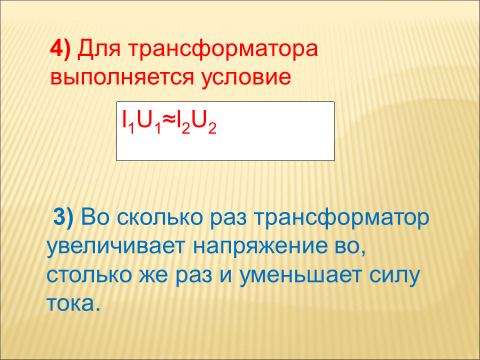 4) Для трансформатора
выполняется условие
I₁U₁≈I₂U₂
3) Во сколько раз трансформатор
увеличивает напряжение во,
столько же раз и уменьшает силу
тока.